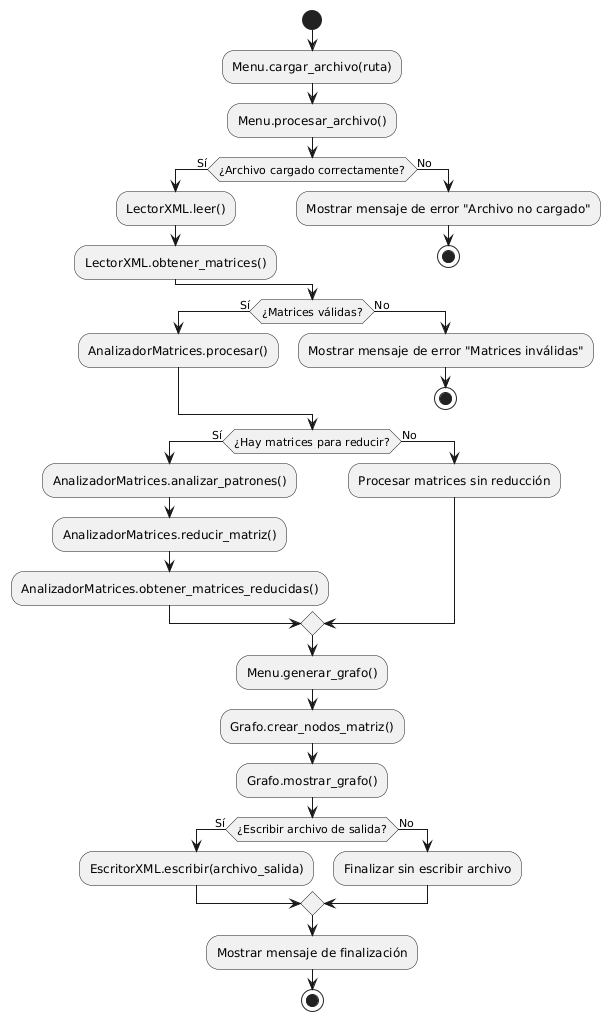 Menu.cargar_archivo(ruta)
Menu.procesar_archivo()
Sí
¿Archivo cargado correctamente?
No
LectorXML.leer()
Mostrar mensaje de error "Archivo no cargado"
LectorXML.obtener_matrices()
Sí
¿Matrices válidas?
No
AnalizadorMatrices.procesar()
Mostrar mensaje de error "Matrices inválidas"
Sí
¿Hay matrices para reducir?
No
AnalizadorMatrices.analizar_patrones()
Procesar matrices sin reducción
AnalizadorMatrices.reducir_matriz()
AnalizadorMatrices.obtener_matrices_reducidas()
Menu.generar_grafo()
Grafo.crear_nodos_matriz()
Grafo.mostrar_grafo()
Sí
¿Escribir archivo de salida?
No
EscritorXML.escribir(archivo_salida)
Finalizar sin escribir archivo
Mostrar mensaje de finalización